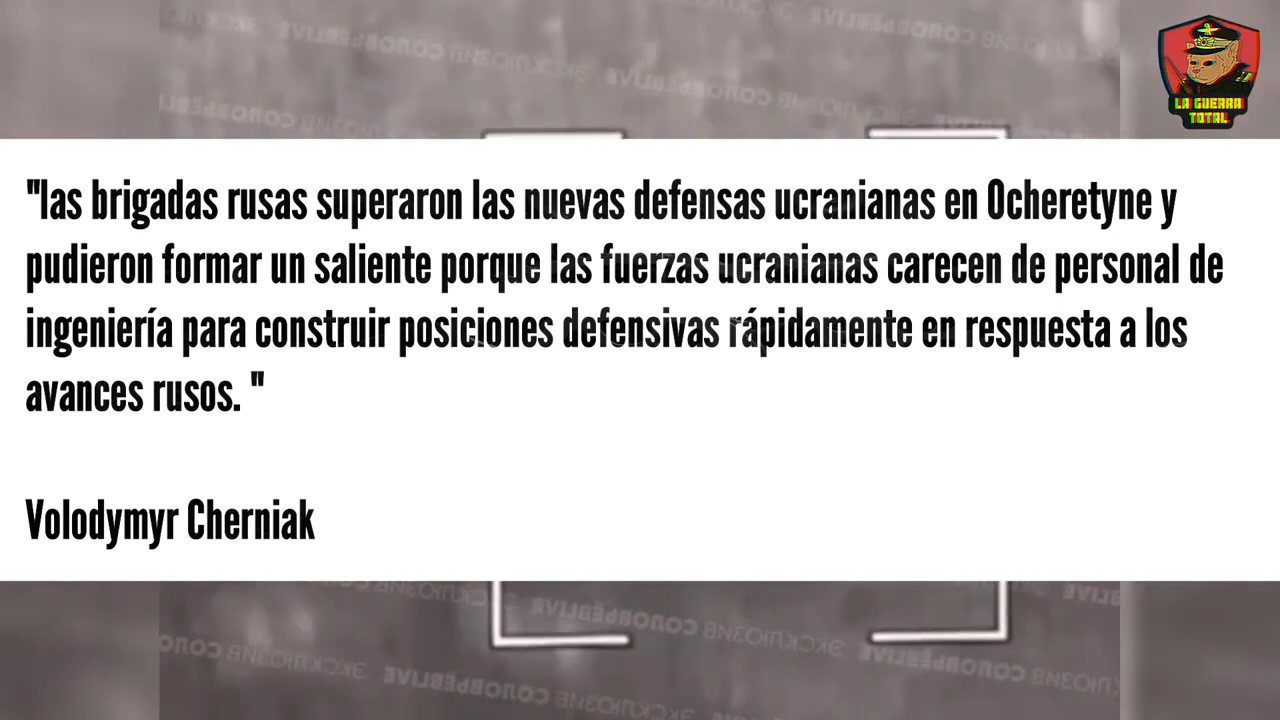 LA GUERRA
TOTAL
"las brigadas rusas superaron las nuevas defensas ucranianas en Ocheretyne y
pudieron formar un saliente porque las fuerzas ucranianas carecen de personal de
ingeniería para construir posiciones defensivas rápidamente en respuesta a los
avances rusos. "
Volodymyr Cherniak